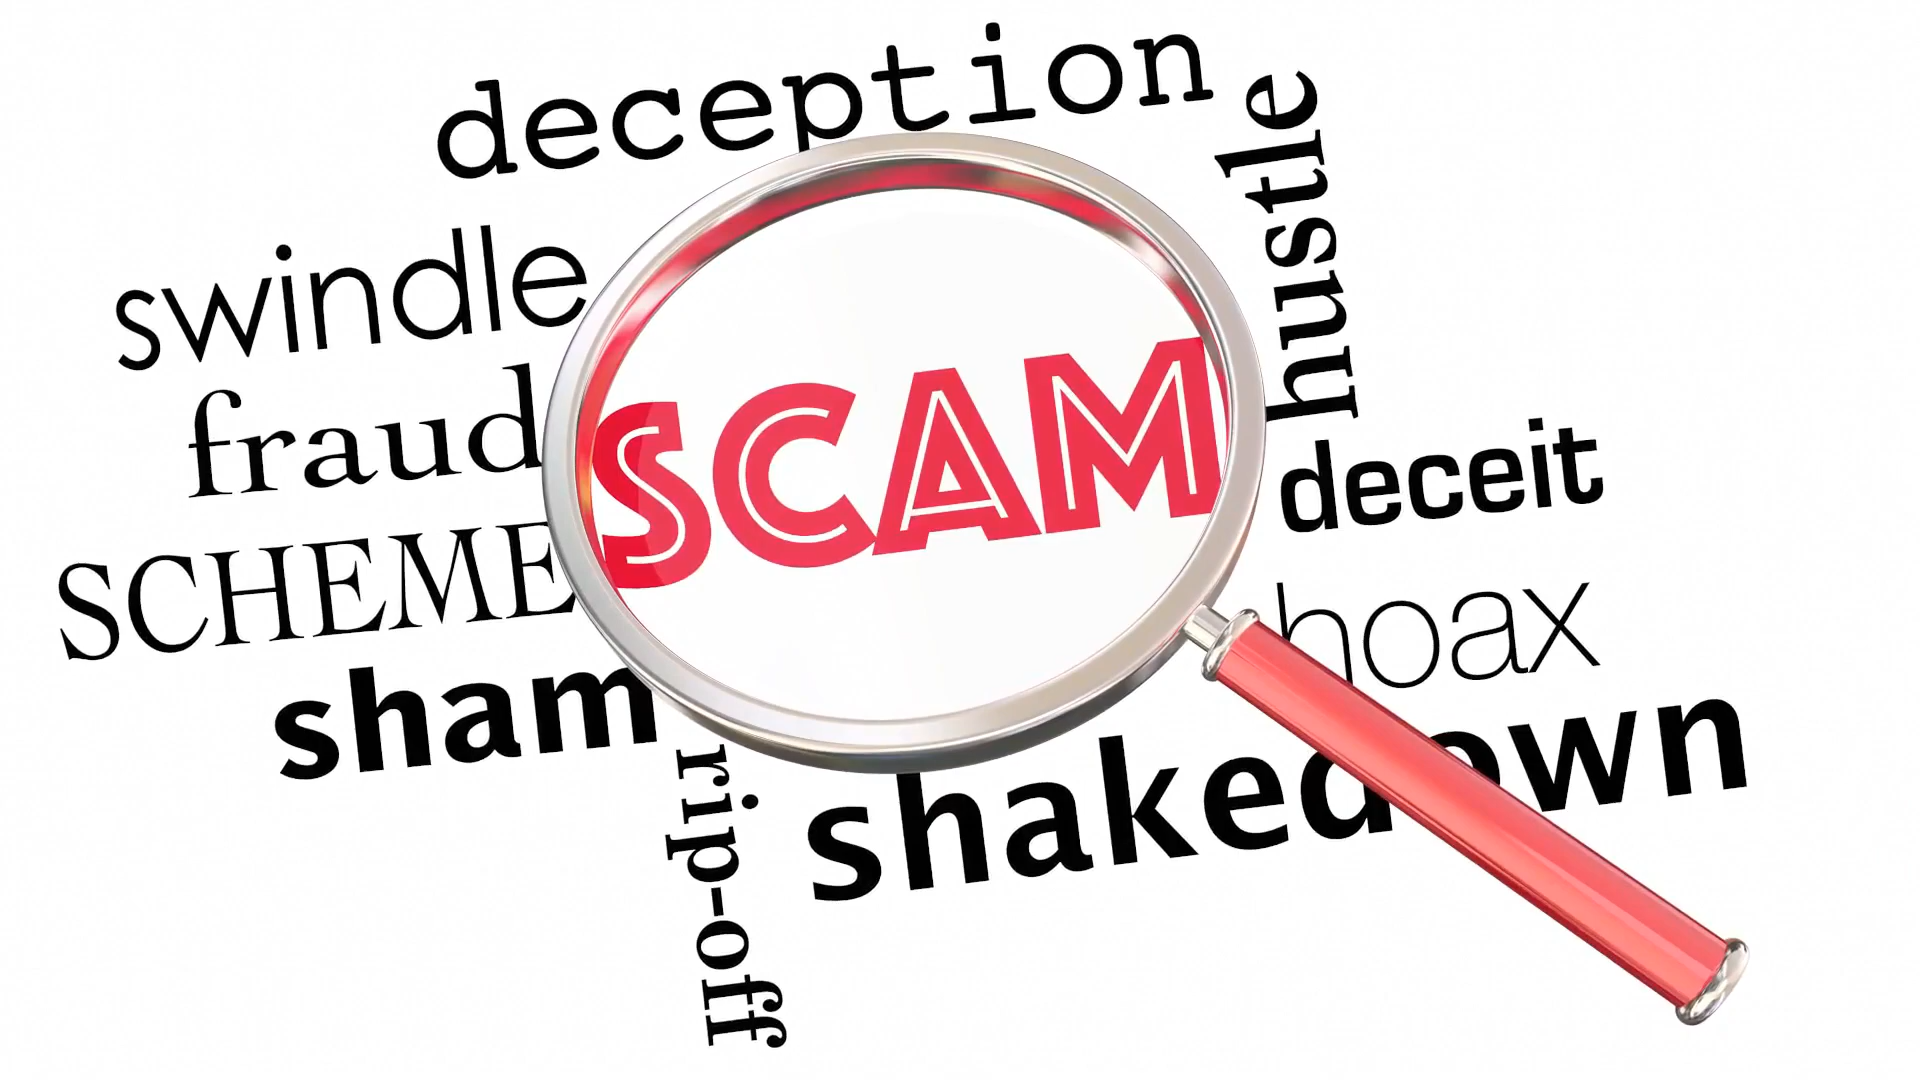 deception
hustle
swindle
fraud
SCAM
deceit
SCHEME
hoax
sham
shakedown
rip-off